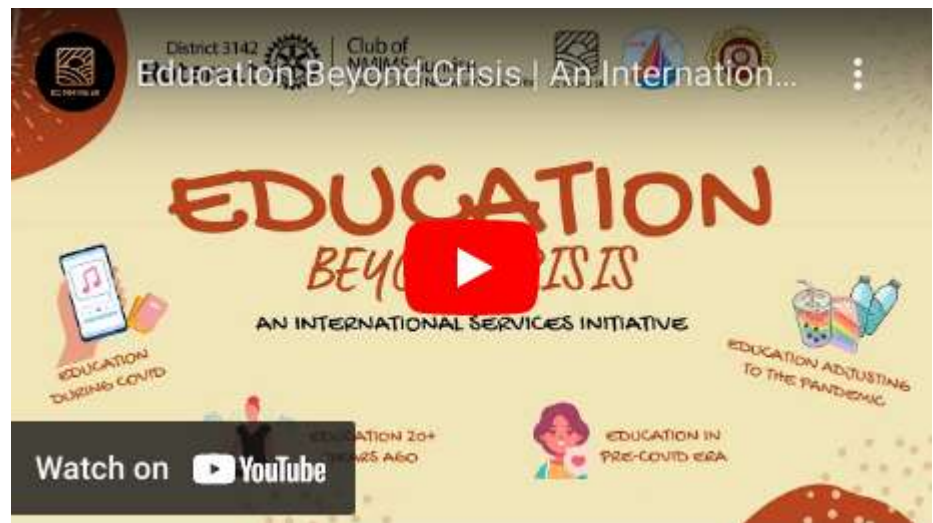 District 3142
Club of
Education Beyond Crisis | An Internation...
EDUCATION
AN INTERNATIONAL SERVICES INITIATIVE
EDUCATION
DURING COVID
EDUCATION ADJUSTING
TO THE PANDEMIC
EDUCATION 20+
YEARS AGO
EDUCATION IN
PRE-COVID ERA
Watch on YouTube